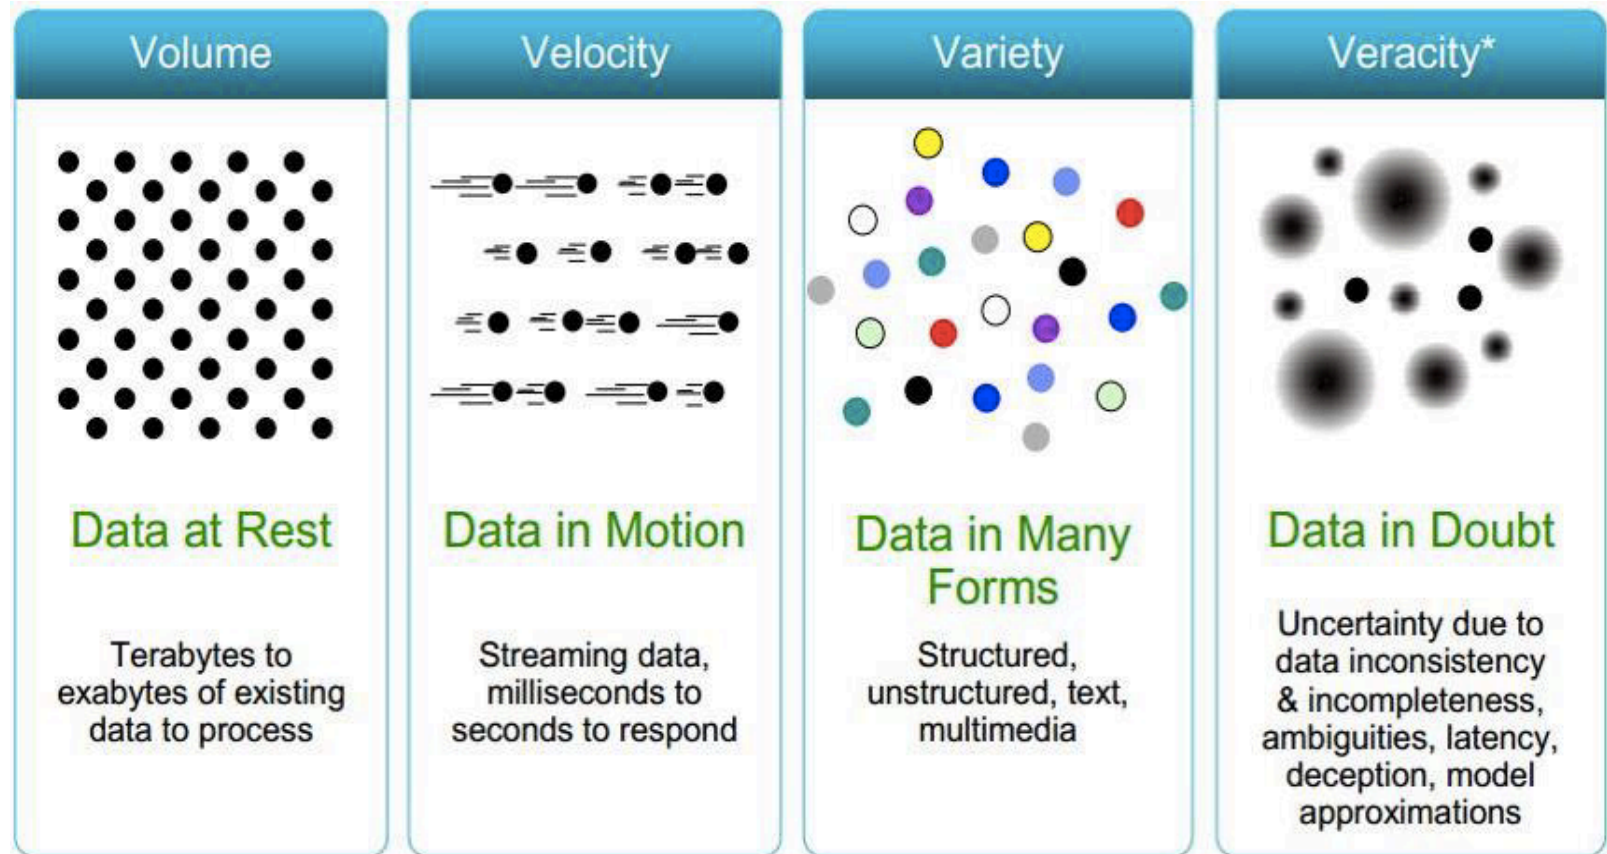 Volume
Data at Rest
Terabytes to
exabytes of existing
data to process
Velocity
Data in Motion
Streaming data,
milliseconds to
seconds to respond
Variety
Data in Many
Forms
Structured,
unstructured, text,
multimedia
Veracity*
Data in Doubt
Uncertainty due to
data inconsistency
& incompleteness,
ambiguities, latency,
deception, model
approximations